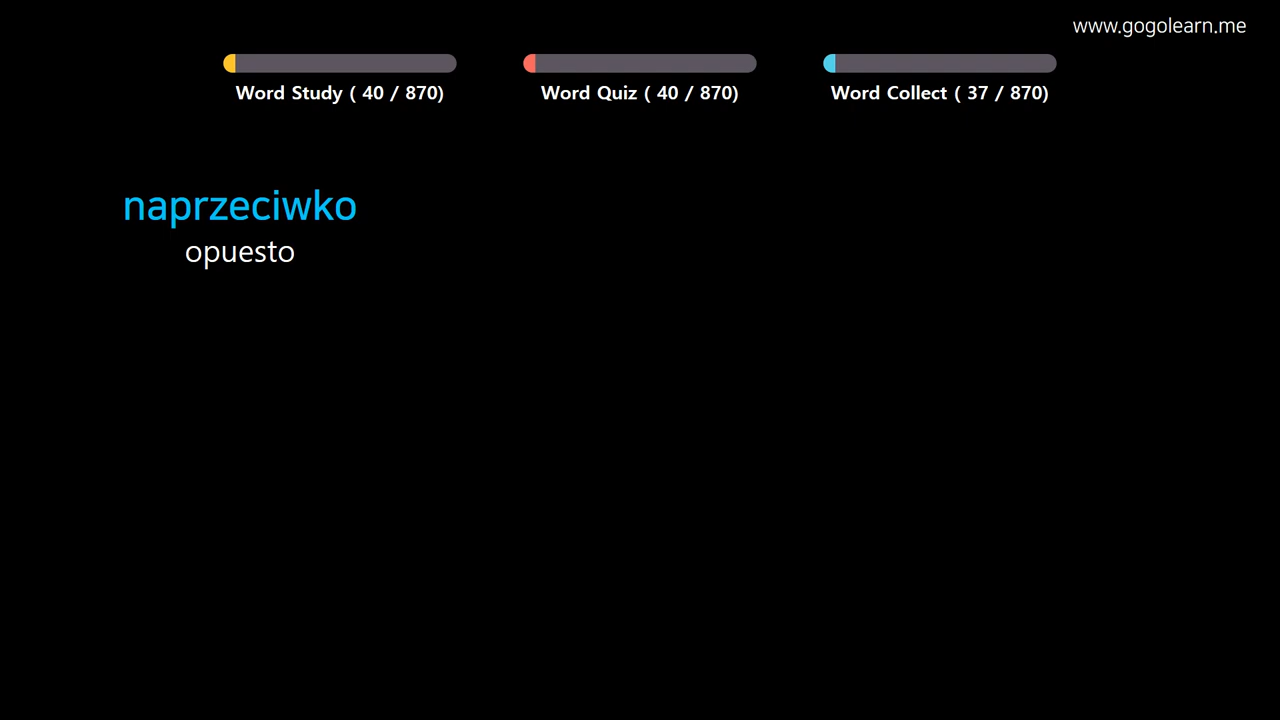 www.gogolearn.me
Word Study ( 40 / 870)
Word Quiz ( 40 / 870)
Word Collect ( 37 / 870)
naprzeciwko
opuesto